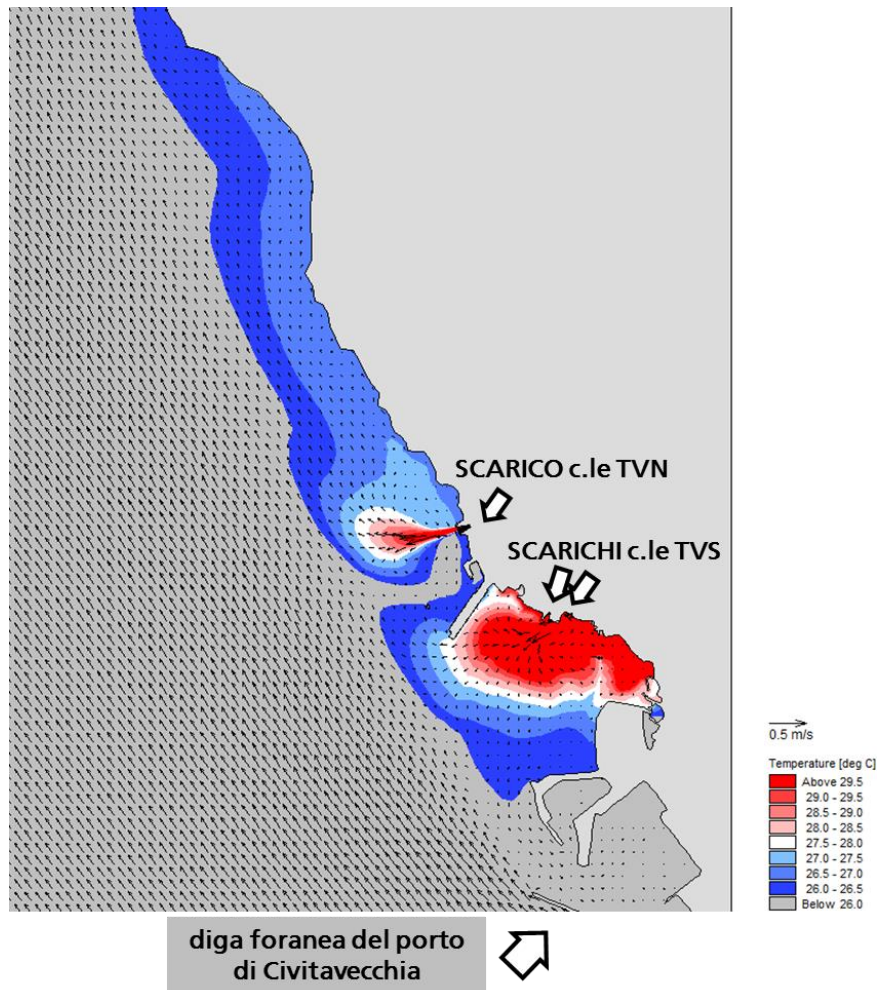 SCARICO c.le TVN
SCARICHI c.le TVS
0.5 m/s
Temperature [deg C]
Above 29.5
29.0 - 29.5
28.5 - 29.0
28.0 - 28.5
27.5 - 28.0
27.0 - 27.5
26.5 - 27.0
26.0 - 26.5
Below 26.0
diga foranea del porto
di Civitavecchia